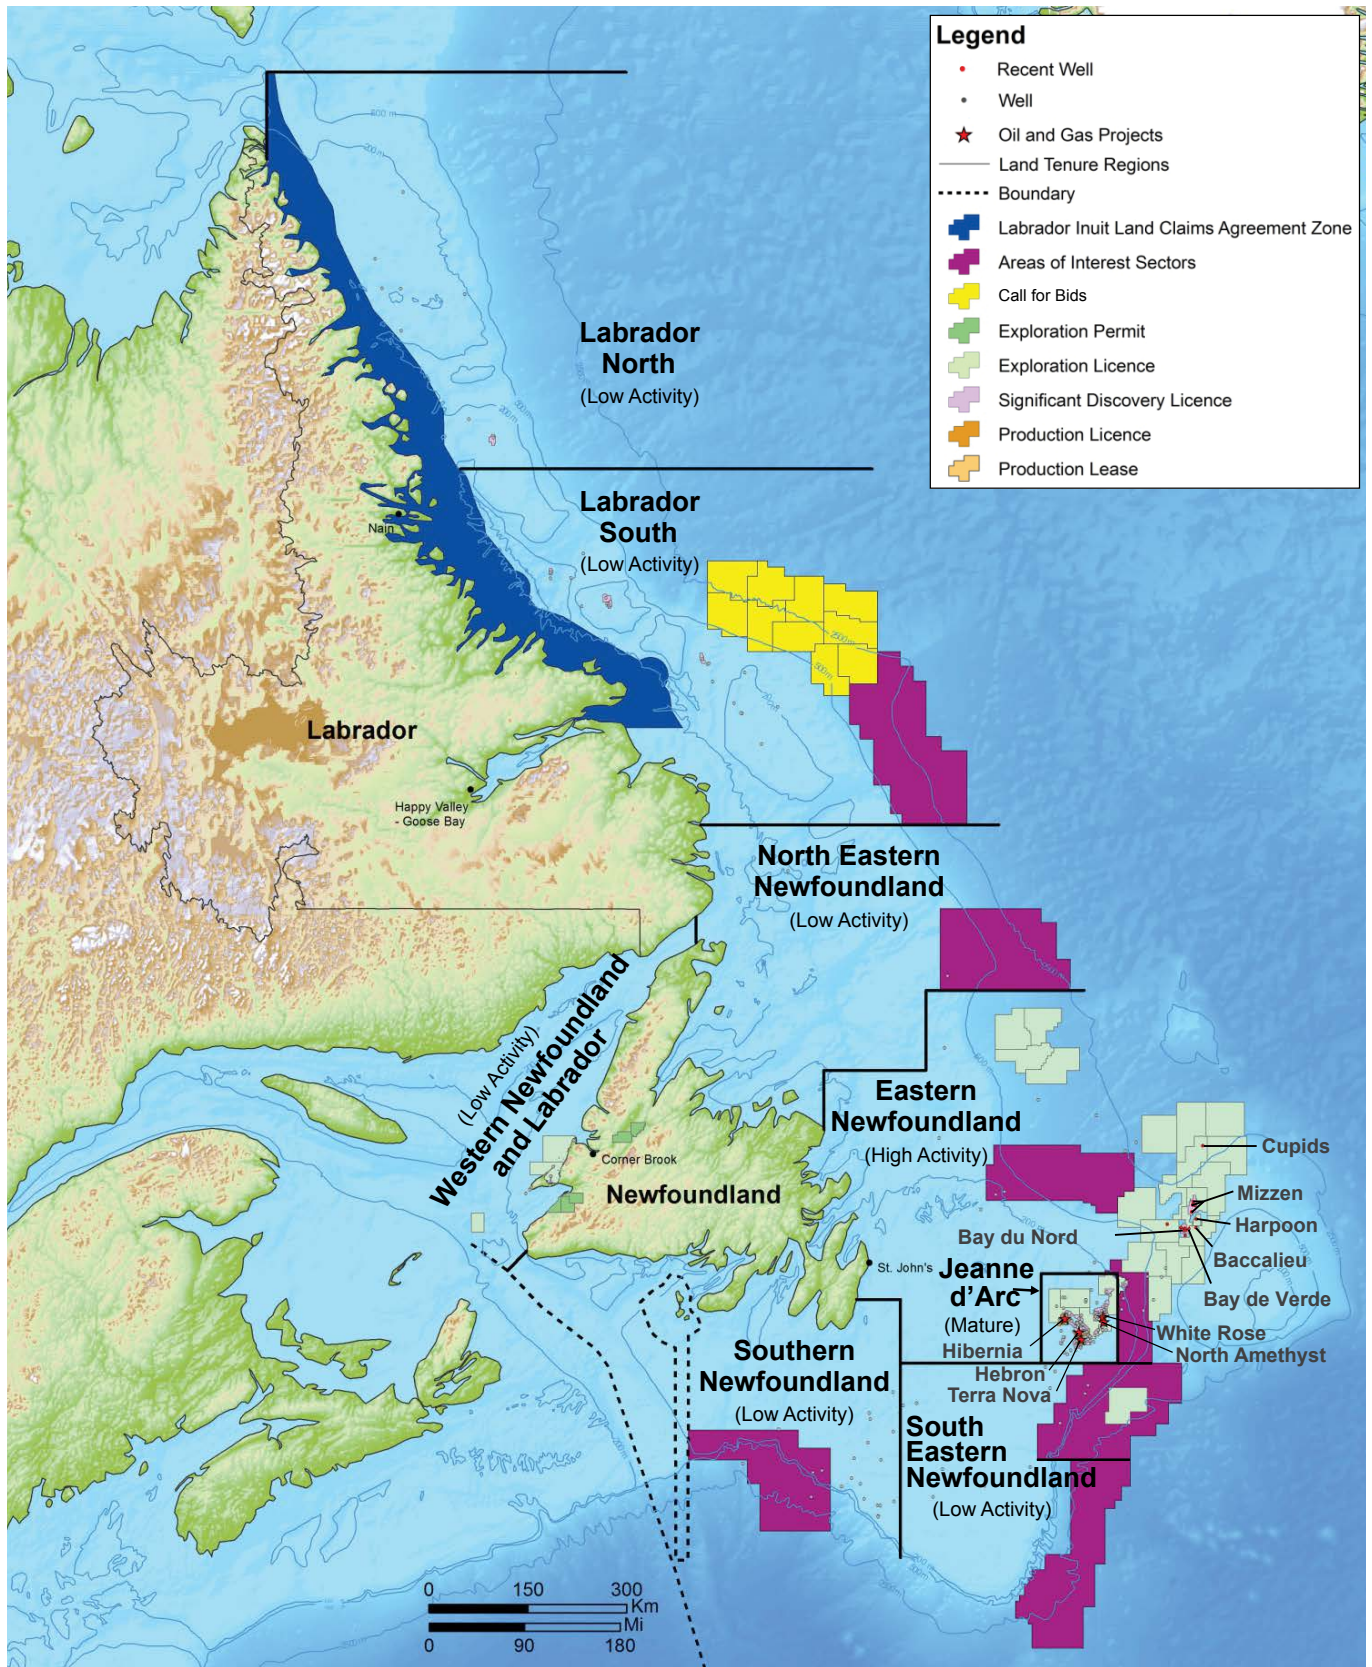 Legend
Recent Well
Well
Oil and Gas Projects
Land Tenure Regions
Boundary
Labrador Inuit Land Claims Agreement Zone
Areas of Interest Sectors
Call for Bids
Exploration Permit
Exploration Licence
Significant Discovery Licence
Production Licence
Production Lease
Labrador
North
(Low Activity)
Labrador
South
(Low Activity)
Nain
Labrador
Happy Valley
- Goose Bay
North Eastern
Newfoundland
(Low Activity)
(Low Activity)
Western Newfoundland
and Labrador
Eastern
Newfoundland
(High Activity)
Corner Brook
Newfoundland
St. John's
Cupids
Mizzen
Harpoon
Bay du Nord
Baccalieu
Bay de Verde
Jeanne
d'Arc
(Mature)
Hibernia
White Rose
North Amethyst
Hebron
Terra Nova
Southern
Newfoundland
(Low Activity)
South
Eastern
Newfoundland
(Low Activity)
0 150 300
Km
Mi
0 90 180